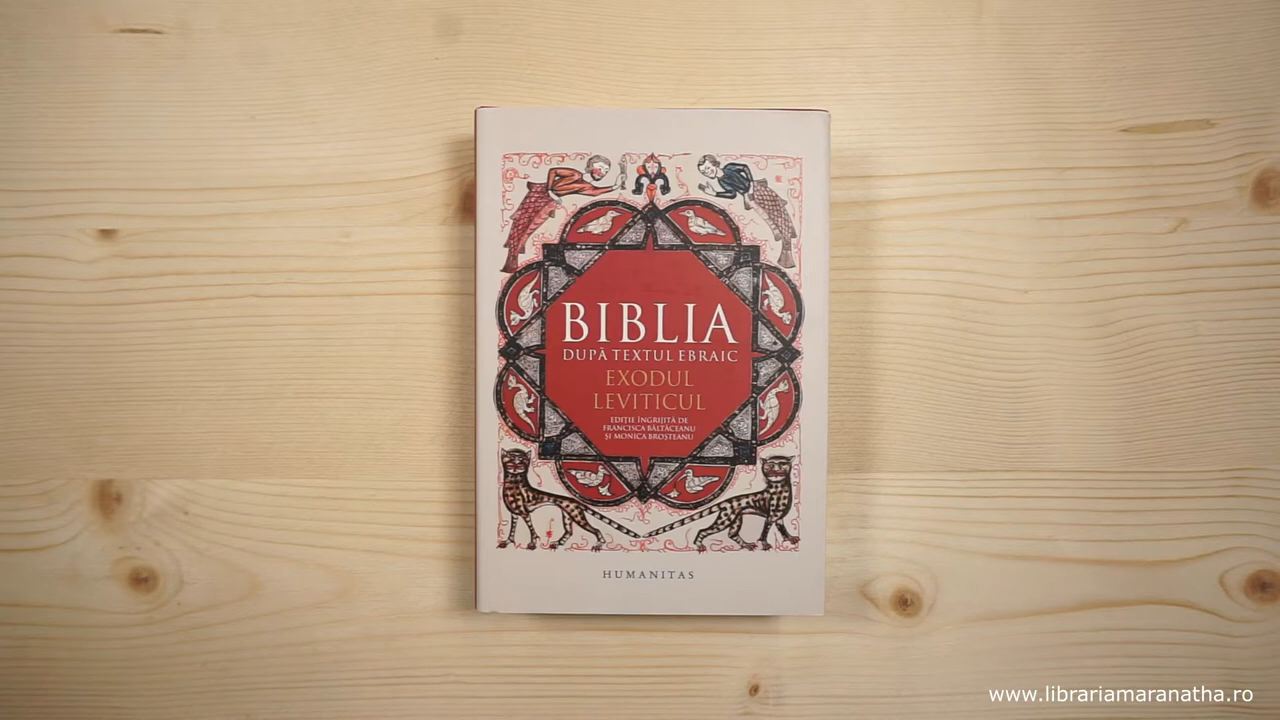 BIBLIA
DUPĂ TEXTUL EBRAIC
EXODUL
LEVITICUL
EDIȚIE ÎNGRIJITĂ DE
FRANCISCA BĂLTĂCEANU
ȘI MONICA BROȘTEANU
HUMANITAS
www.librariamaranatha.ro